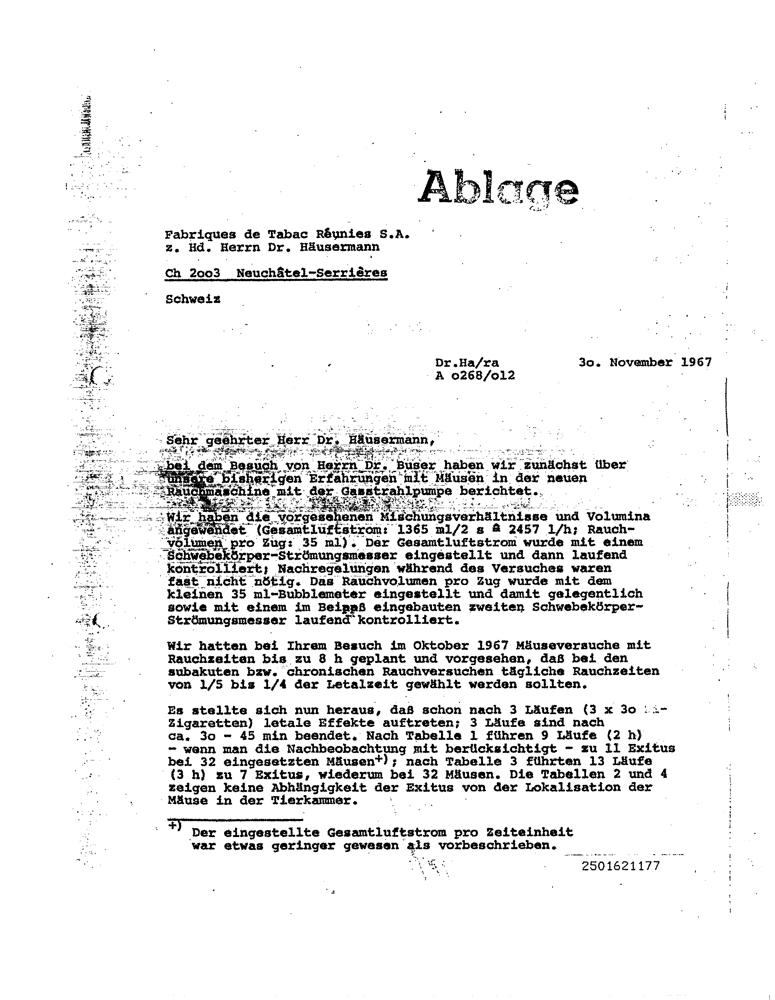 Ablage
Fabriques de Tabac Réunies S.A.
z. Hd. Herrn Dr. Häusermann
Ch 2oo3 Neuchâtel-Serrières
Schweiz
Dr.Ha/ra 3o. November 1967
A o268/o12
Sehr geehrter Herr Dr. Häusermann,
bei dem Besuch von Herrn Dr. Buser haben wir zunächst über
unsere bisherigen Erfahrungen mit Mäusen in der neuen
Rauchmaschine mit der Gasstrahlpumpe berichtet.
Wir haben die vorgesehenen Mischungsverhältnisse und Volumina
angewendet (Gesamtluftstrom: 1365 ml/2 s ≙ 2457 l/h; Rauch-
volumen pro Zug: 35 ml). Der Gesamtluftstrom wurde mit einem
Schwebekörper-Strömungsmesser eingestellt und dann laufend
kontrolliert; Nachregelungen während des Versuches waren
fast nicht nötig. Das Rauchvolumen pro Zug wurde mit dem
kleinen 35 ml-Bubblemeter eingestellt und damit gelegentlich
sowie mit einem im Beipaß eingebauten zweiten Schwebekörper-
Strömungsmesser laufend kontrolliert.
Wir hatten bei Ihrem Besuch im Oktober 1967 Mäuseversuche mit
Rauchzeiten bis zu 8 h geplant und vorgesehen, daß bei den
subakuten bzw. chronischen Rauchversuchen tägliche Rauchzeiten
von 1/5 bis 1/4 der Letalzeit gewählt werden sollten.
Es stellte sich nun heraus, daß schon nach 3 Läufen (3 x 3o
Zigaretten) letale Effekte auftreten; 3 Läufe sind nach
ca. 3o - 45 min beendet. Nach Tabelle 1 führen 9 Läufe (2 h)
- wenn man die Nachbeobachtung mit berücksichtigt - zu 11 Exitus
bei 32 eingesetzten Mäusen+); nach Tabelle 3 führten 13 Läufe
(3 h) zu 7 Exitus, wiederum bei 32 Mäusen. Die Tabellen 2 und 4
zeigen keine Abhängigkeit der Exitus von der Lokalisation der
Mäuse in der Tierkammer.
+) Der eingestellte Gesamtluftstrom pro Zeiteinheit
war etwas geringer gewesen als vorbeschrieben.
2501621177